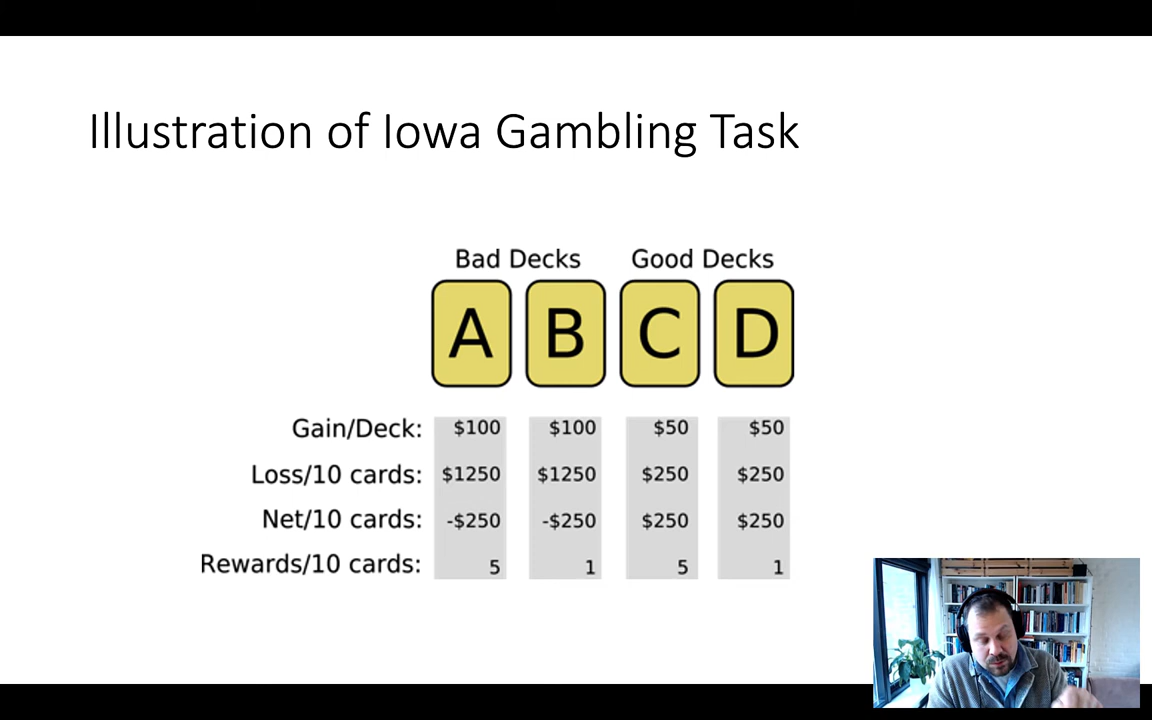 Illustration of Iowa Gambling Task
Bad Decks Good Decks
A B C D
Gain/Deck: $100 $100 $50 $50
Loss/10 cards: $1250 $1250 $250 $250
Net/10 cards: -$250 -$250 $250 $250
Rewards/10 cards: 5 1 5 1